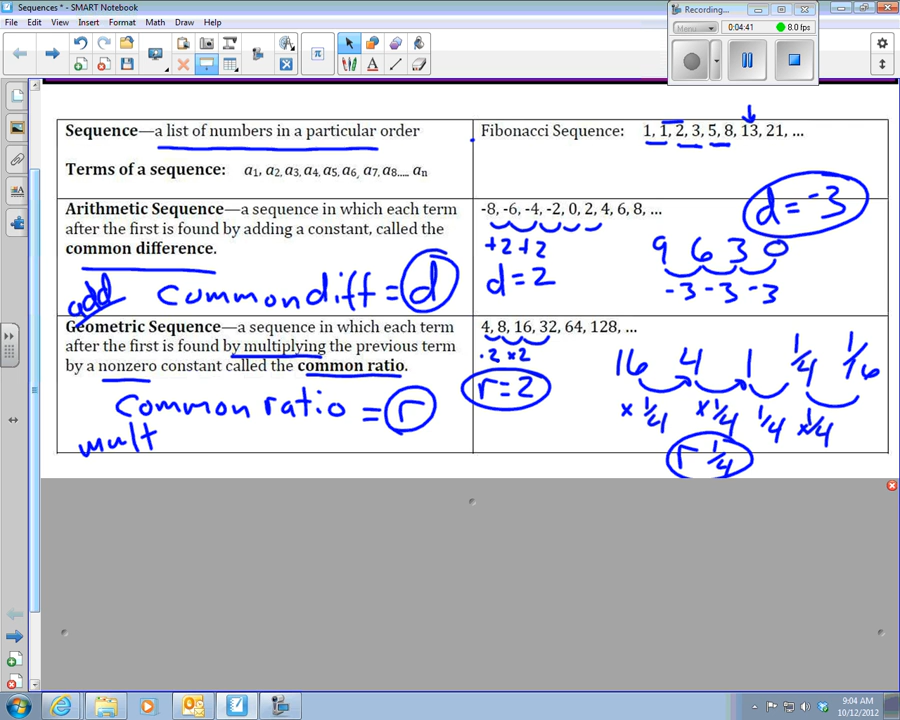 Sequences * - SMART Notebook
File Edit View Insert Format Math Draw Help
Recording...
Menu
0:04:41
8.0 fps
Sequence—a list of numbers in a particular order
Terms of a sequence: a1, a2, a3, a4, a5, a6, a7, a8.... an
Fibonacci Sequence: 1, 1, 2, 3, 5, 8, 13, 21, ...
Arithmetic Sequence—a sequence in which each term
after the first is found by adding a constant, called the
common difference.
add common diff = d
-8, -6, -4, -2, 0, 2, 4, 6, 8, ...
+2 +2
d = 2
d = -3
9 6 3 0
-3 -3 -3
Geometric Sequence—a sequence in which each term
after the first is found by multiplying the previous term
by a nonzero constant called the common ratio.
common ratio = r
mult
4, 8, 16, 32, 64, 128, ...
·2 ×2
r = 2
16 4 1 1/4 1/16
×1/4 ×1/4 1/4 ×1/4
r 1/4
9:04 AM
10/12/2012